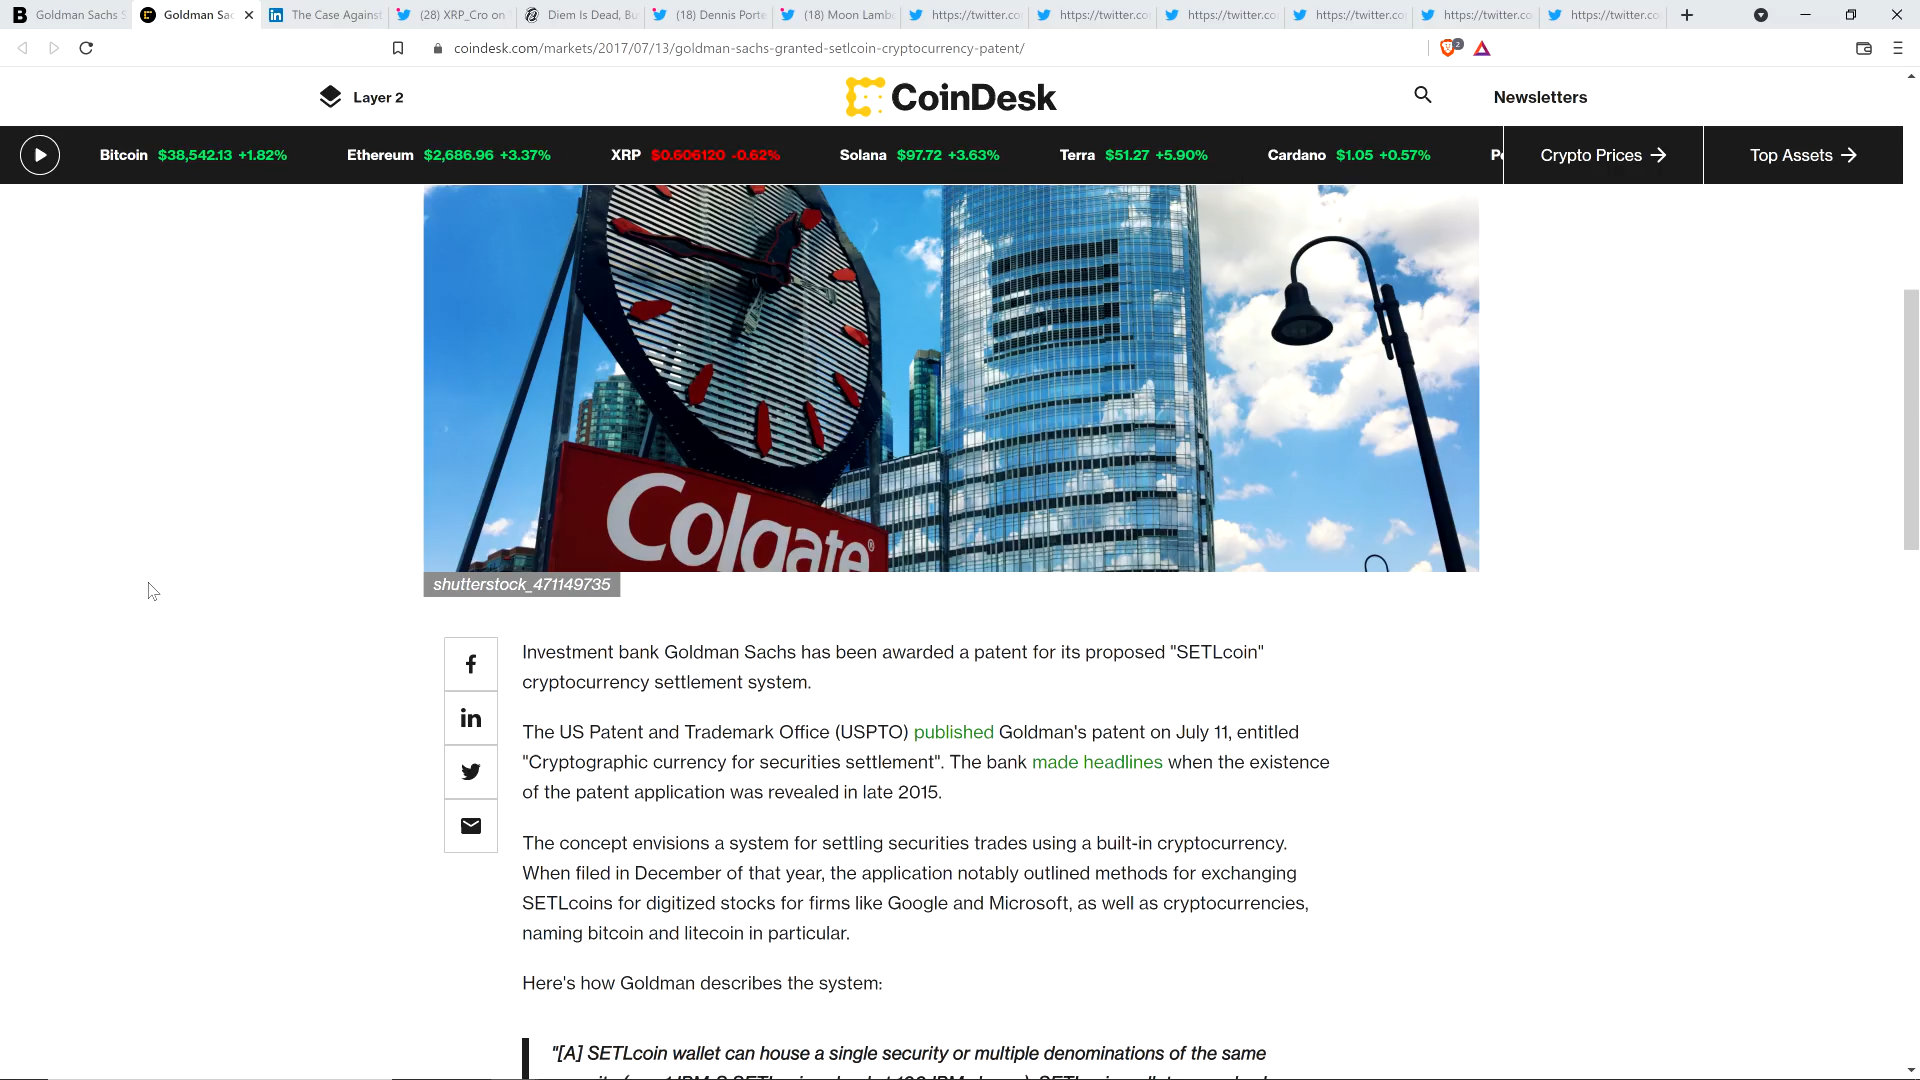 Goldman Sachs S
Goldman Sac
The Case Against
(28) XRP_Cro on
Diem Is Dead, Bu
(18) Dennis Porte
(18) Moon Lamb
https://twitter.co
https://twitter.co
https://twitter.co
https://twitter.co
https://twitter.co
https://twitter.co
coindesk.com/markets/2017/07/13/goldman-sachs-granted-setlcoin-cryptocurrency-patent/
2
Layer 2
CoinDesk
Newsletters
Bitcoin $38,542.13 +1.82%
Ethereum $2,686.96 +3.37%
XRP $0.606120 -0.62%
Solana $97.72 +3.63%
Terra $51.27 +5.90%
Cardano $1.05 +0.57%
Crypto Prices
Top Assets
Colgate®
shutterstock_471149735
Investment bank Goldman Sachs has been awarded a patent for its proposed "SETLcoin"
cryptocurrency settlement system.
The US Patent and Trademark Office (USPTO) published Goldman's patent on July 11, entitled
"Cryptographic currency for securities settlement". The bank made headlines when the existence
of the patent application was revealed in late 2015.
The concept envisions a system for settling securities trades using a built-in cryptocurrency.
When filed in December of that year, the application notably outlined methods for exchanging
SETLcoins for digitized stocks for firms like Google and Microsoft, as well as cryptocurrencies,
naming bitcoin and litecoin in particular.
Here's how Goldman describes the system:
"[A] SETLcoin wallet can house a single security or multiple denominations of the same